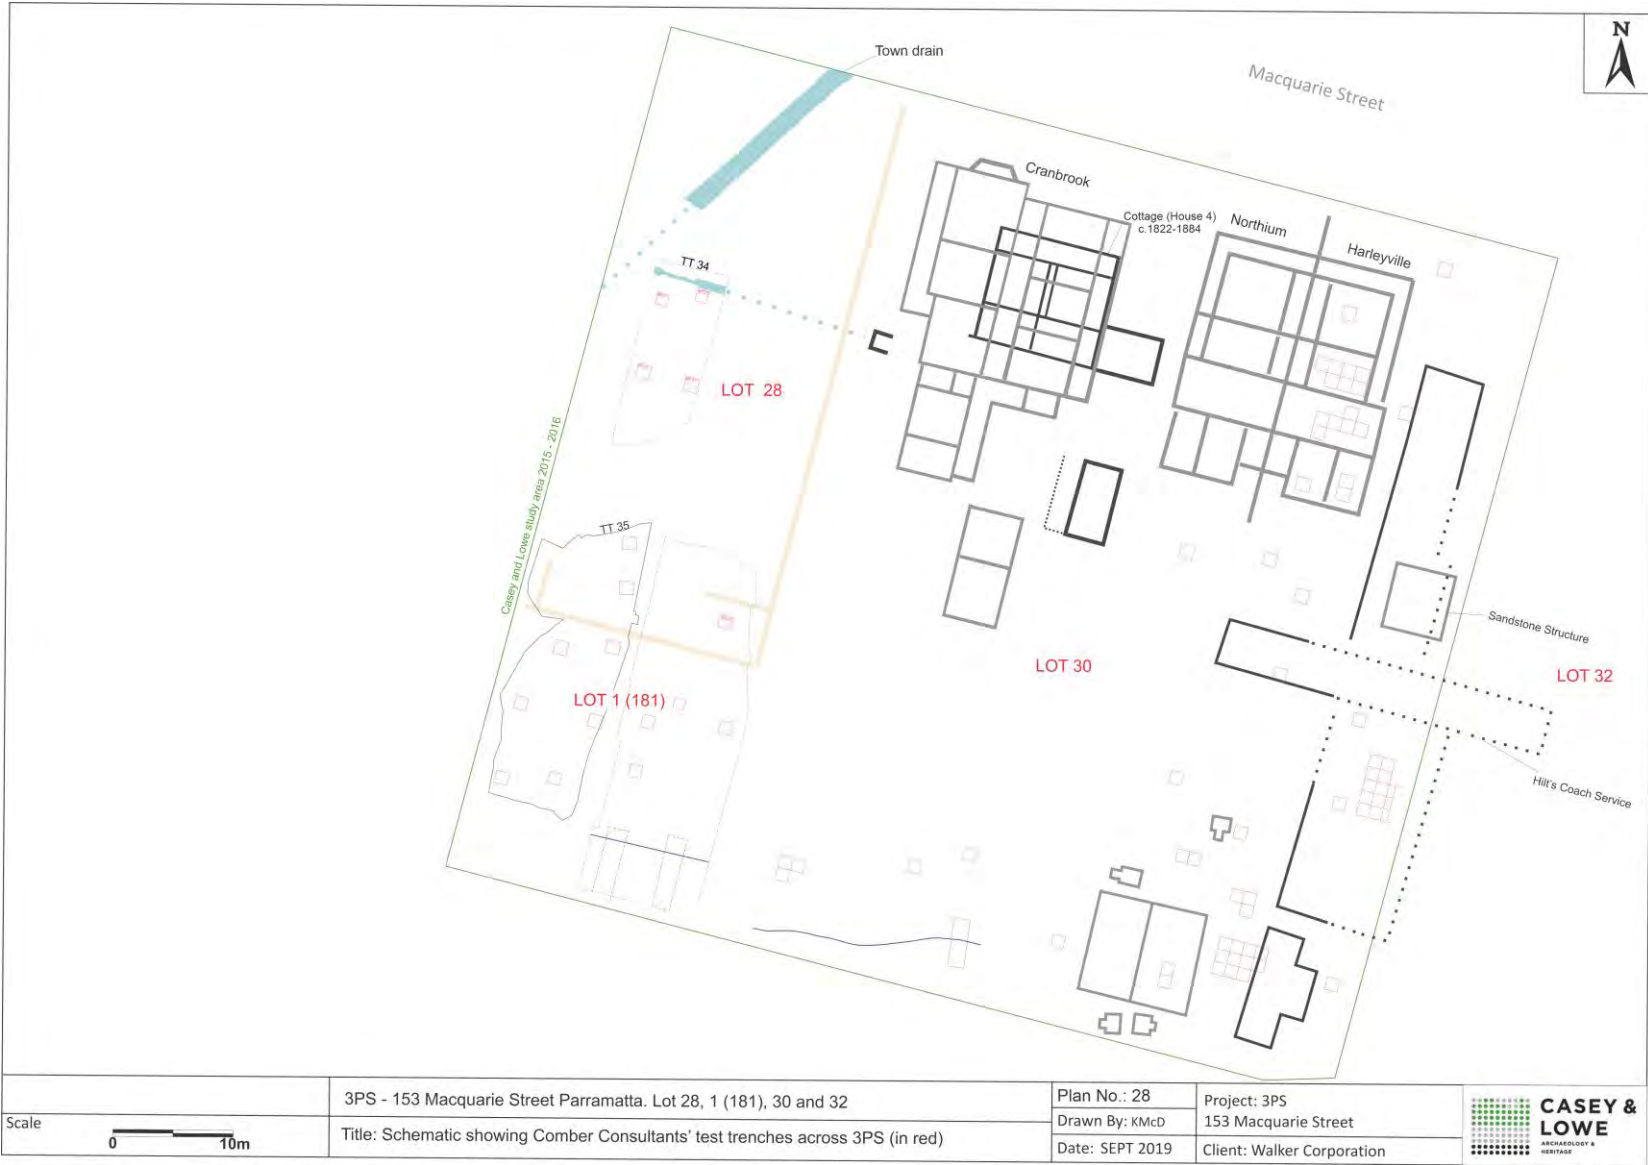 N
Town drain
Macquarie Street
Cranbrook
Cottage (House 4)
c.1822-1884
Northium
Harleyville
TT 34
LOT 28
Casey and Lowe study area 2015 - 2016
TT 35
Sandstone Structure
LOT 30
LOT 32
LOT 1 (181)
Hilt's Coach Service
3PS - 153 Macquarie Street Parramatta. Lot 28, 1 (181), 30 and 32
Title: Schematic showing Comber Consultants' test trenches across 3PS (in red)
Scale
0 10m
Plan No.: 28
Drawn By: KMcD
Date: SEPT 2019
Project: 3PS
153 Macquarie Street
Client: Walker Corporation
CASEY &
LOWE
ARCHAEOLOGY &
HERITAGE